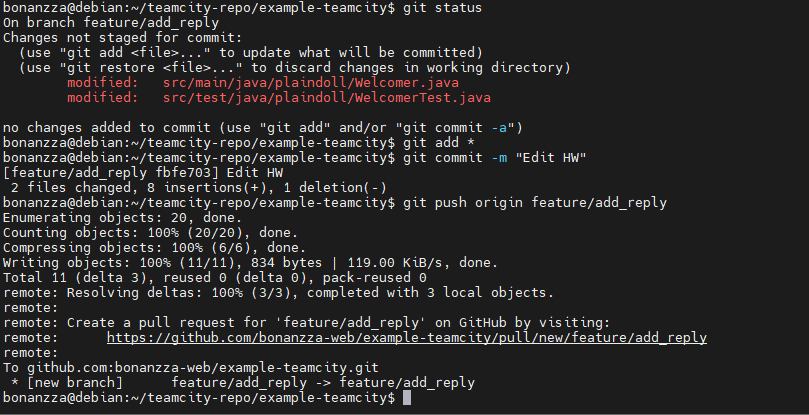 bonanzza@debian:~/teamcity-repo/example-teamcity$ git status
On branch feature/add_reply
Changes not staged for commit:
  (use "git add <file>..." to update what will be committed)
  (use "git restore <file>..." to discard changes in working directory)
        modified:   src/main/java/plaindoll/Welcomer.java
        modified:   src/test/java/plaindoll/WelcomerTest.java

no changes added to commit (use "git add" and/or "git commit -a")
bonanzza@debian:~/teamcity-repo/example-teamcity$ git add *
bonanzza@debian:~/teamcity-repo/example-teamcity$ git commit -m "Edit HW"
[feature/add_reply fbfe703] Edit HW
 2 files changed, 8 insertions(+), 1 deletion(-)
bonanzza@debian:~/teamcity-repo/example-teamcity$ git push origin feature/add_reply
Enumerating objects: 20, done.
Counting objects: 100% (20/20), done.
Compressing objects: 100% (6/6), done.
Writing objects: 100% (11/11), 834 bytes | 119.00 KiB/s, done.
Total 11 (delta 3), reused 0 (delta 0), pack-reused 0
remote: Resolving deltas: 100% (3/3), completed with 3 local objects.
remote:
remote: Create a pull request for 'feature/add_reply' on GitHub by visiting:
remote:      https://github.com/bonanzza-web/example-teamcity/pull/new/feature/add_reply
remote:
To github.com:bonanzza-web/example-teamcity.git
 * [new branch]      feature/add_reply -> feature/add_reply
bonanzza@debian:~/teamcity-repo/example-teamcity$